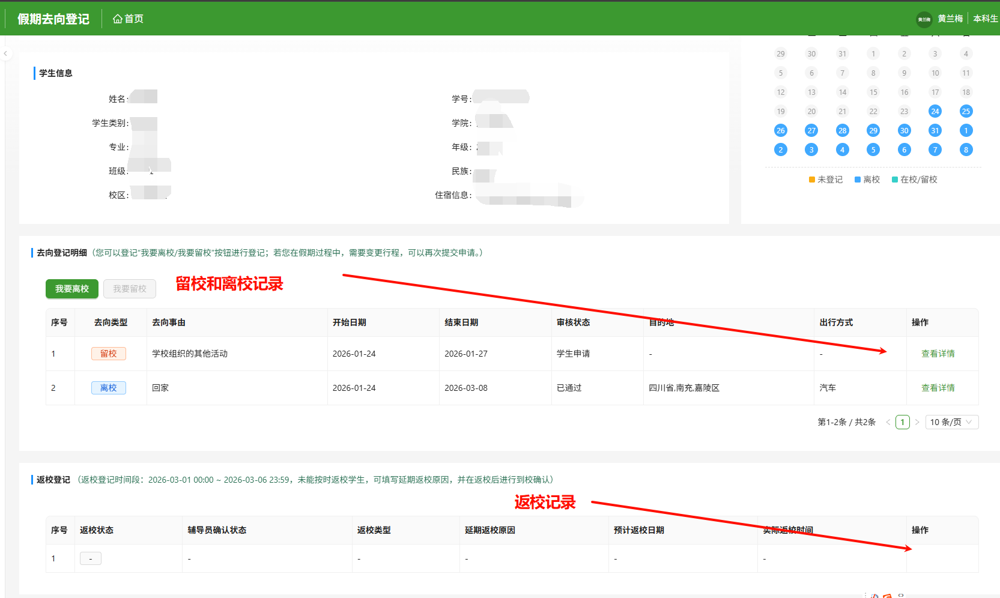 假期去向登记
首页
黄兰梅
黄兰梅
本科生
29 30 31 1 2 3 4
5 6 7 8 9 10 11
12 13 14 15 16 17 18
19 20 21 22 23 24 25
26 27 28 29 30 31 1
2 3 4 5 6 7 8
未登记 离校 在校/留校
学生信息
姓名:
学号:
学生类别:
学院:
专业:
年级:
班级:
民族:
校区:
住宿信息:
去向登记明细（您可以登记“我要离校/我要留校”按钮进行登记；若您在假期过程中，需要变更行程，可以再次提交申请。）
我要离校 我要留校
留校和离校记录
序号 去向类型 去向事由 开始日期 结束日期 审核状态 目的地 出行方式 操作
1 留校 学校组织的其他活动 2026-01-24 2026-01-27 学生申请 - - 查看详情
2 离校 回家 2026-01-24 2026-03-08 已通过 四川省,南充,嘉陵区 汽车 查看详情
第1-2条 / 共2条 < 1 > 10 条/页
返校登记（返校登记时间段：2026-03-01 00:00 ~ 2026-03-06 23:59，未能按时返校学生，可填写延期返校原因，并在返校后进行到校确认）
返校记录
序号 返校状态 辅导员确认状态 返校类型 延期返校原因 预计返校日期 实际返校时间 操作
1 - - - - - -